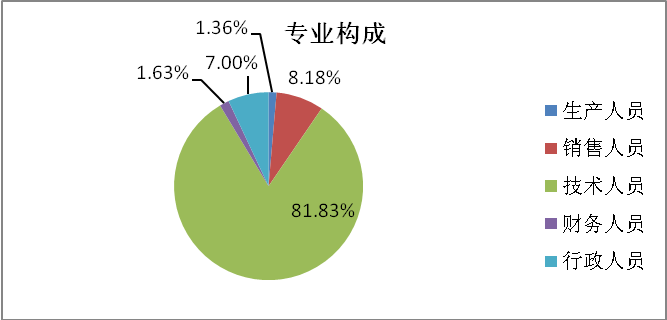 专业构成
1.36%
8.18%
7.00%
1.63%
81.83%
生产人员
销售人员
技术人员
财务人员
行政人员